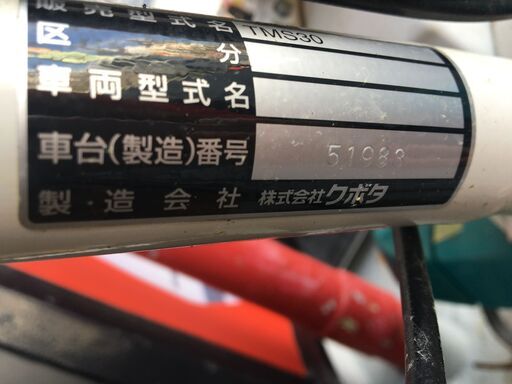 販売型式名 TMS30
区分
車両型式名
車台(製造)番号 51983
製造会社 株式会社クボタ